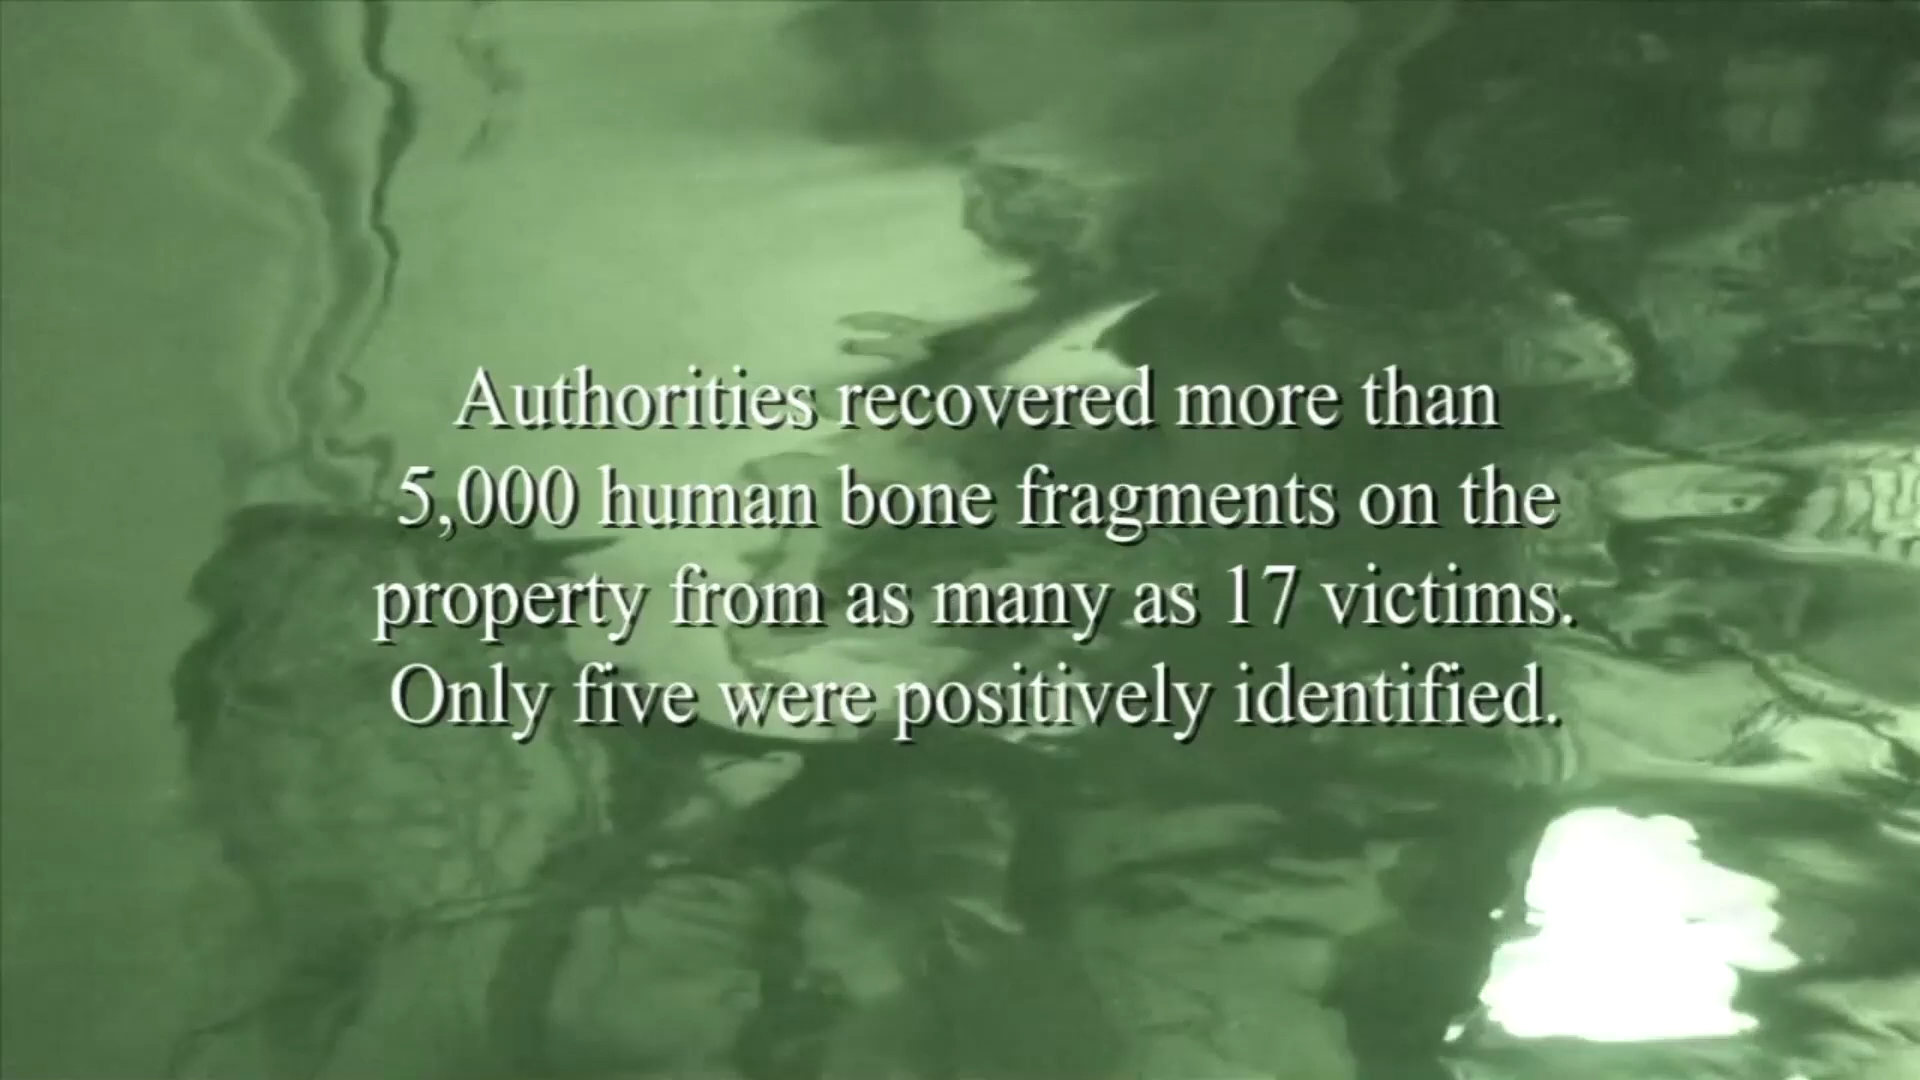 Authorities recovered more than
5,000 human bone fragments on the
property from as many as 17 victims.
Only five were positively identified.